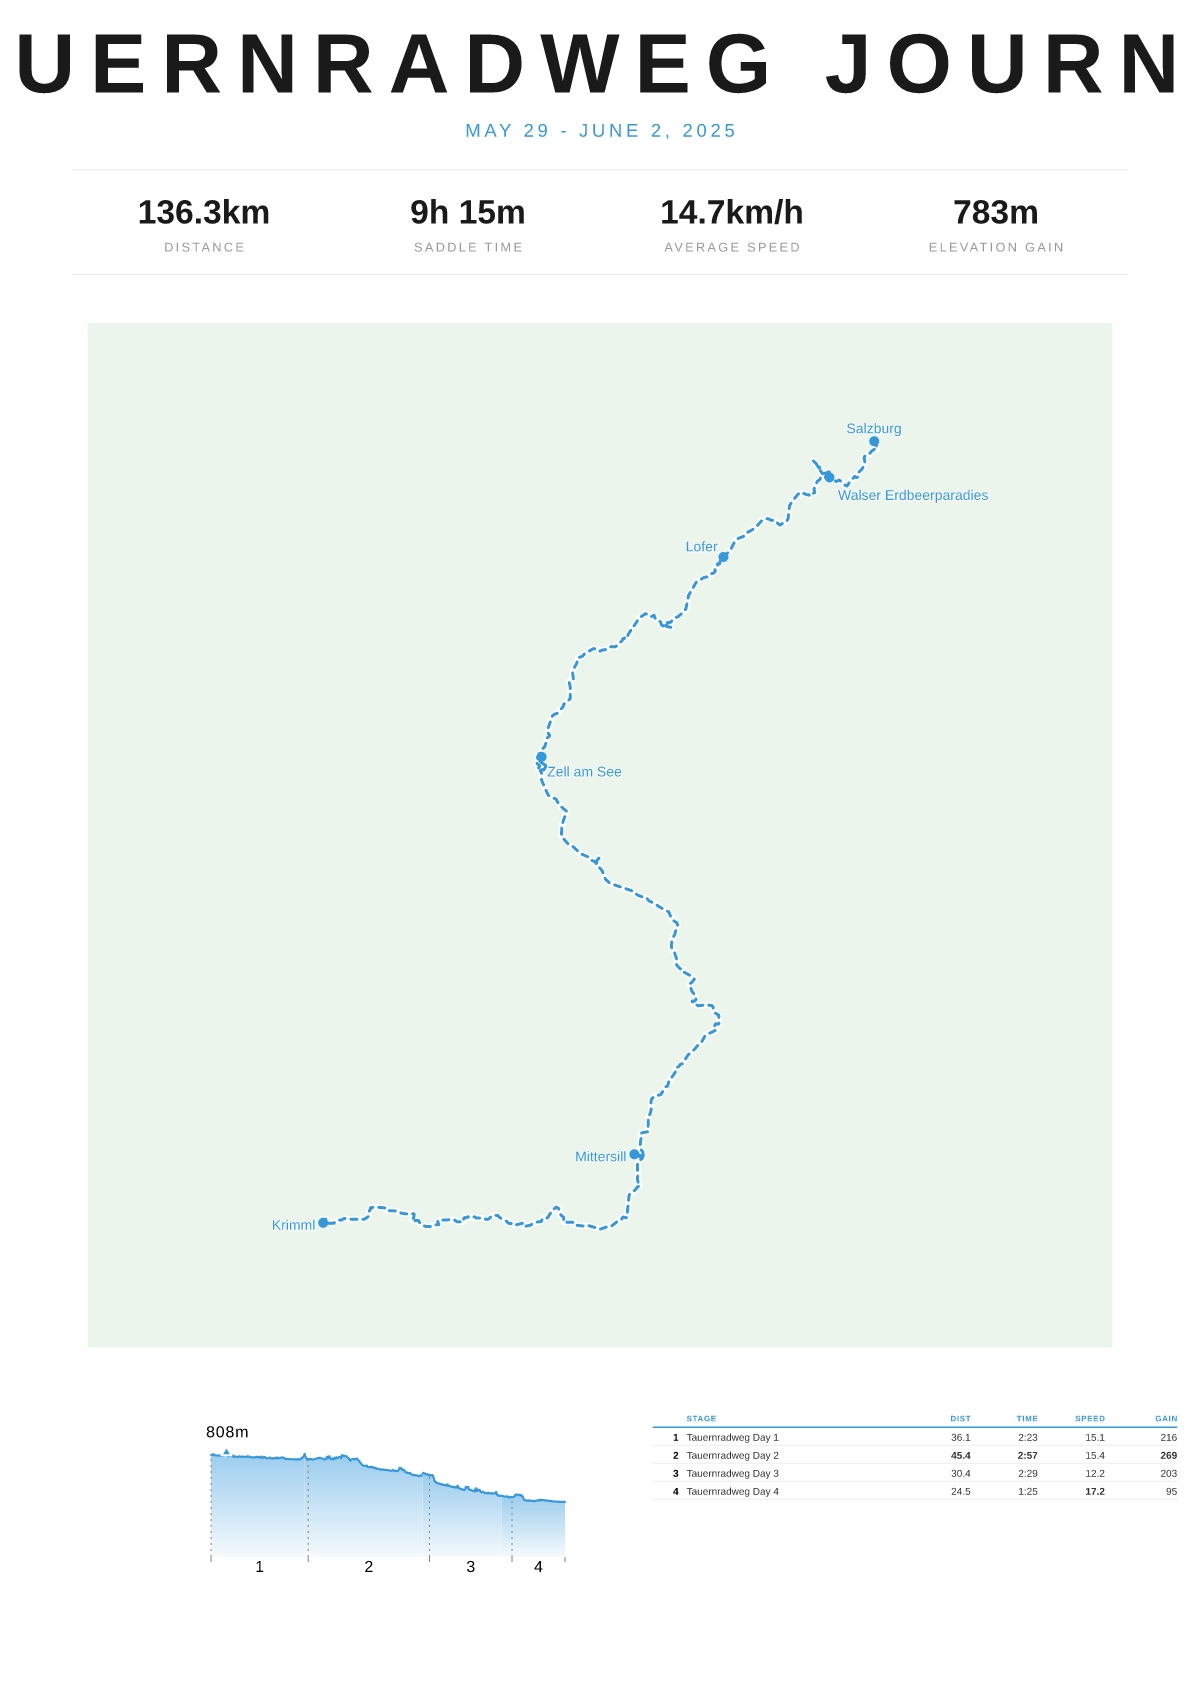 UERNRADWEG JOURN
MAY 29 - JUNE 2, 2025
136.3km 9h 15m 14.7km/h 783m
DISTANCE SADDLE TIME AVERAGE SPEED ELEVATION GAIN
Salzburg
Walser Erdbeerparadies
Lofer
Zell am See
Mittersill
Krimml
808m
1 2 3 4
STAGE DIST TIME SPEED GAIN
1 Tauernradweg Day 1 36.1 2:23 15.1 216
2 Tauernradweg Day 2 45.4 2:57 15.4 269
3 Tauernradweg Day 3 30.4 2:29 12.2 203
4 Tauernradweg Day 4 24.5 1:25 17.2 95